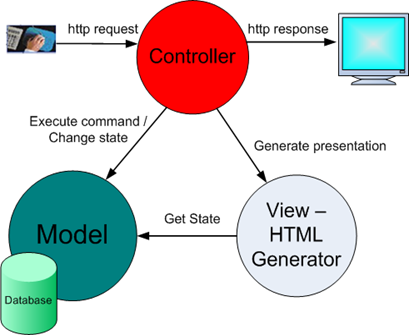 http request
http response
Controller
Execute command /
Change state
Generate presentation
Get State
Model
View –
HTML
Generator
Database